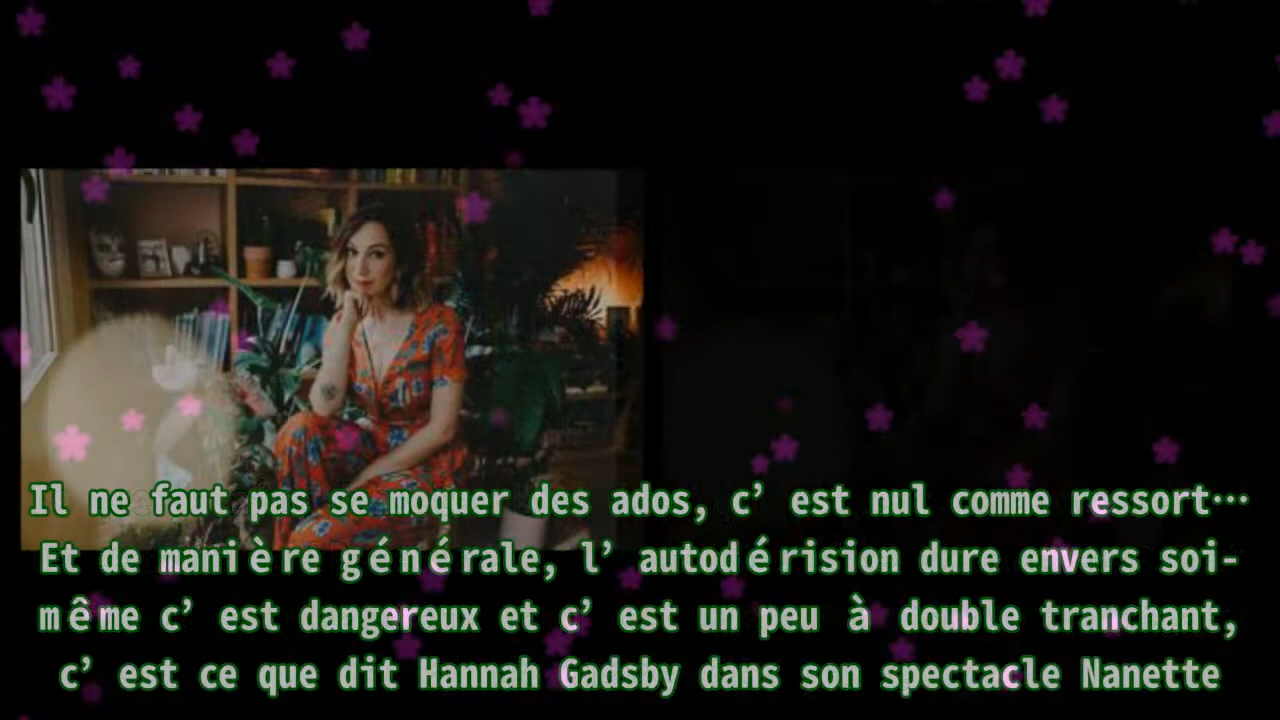 Il ne faut pas se moquer des ados, c’ est nul comme ressort…
Et de manière générale, l’ autodérision dure envers soi-
même c’ est dangereux et c’ est un peu à double tranchant,
c’ est ce que dit Hannah Gadsby dans son spectacle Nanette